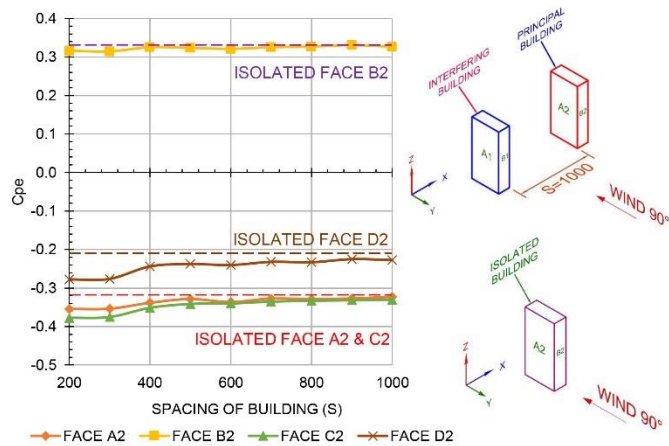 0.4
0.3
0.2
0.1
0.0
-0.1
-0.2
-0.3
-0.4
-0.5
Cpe
ISOLATED FACE B2
ISOLATED FACE D2
ISOLATED FACE A2 & C2
200
400
600
800
1000
SPACING OF BUILDING (S)
FACE A2
FACE B2
FACE C2
FACE D2
PRINCIPAL
BUILDING
INTERFERING
BUILDING
A2
B2
A1
B1
S=1000
Z
X
Y
WIND 90°
ISOLATED
BUILDING
A2
B2
Z
X
Y
WIND 90°